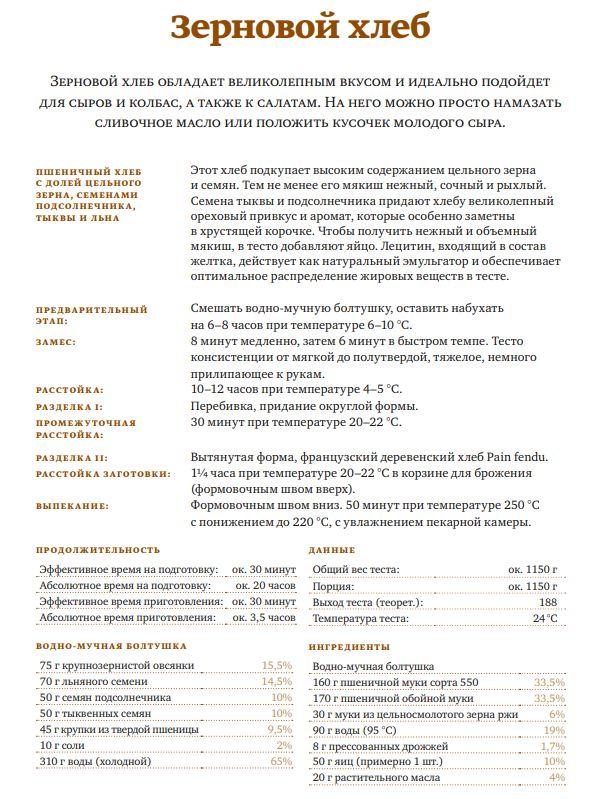 Зерновой хлеб
Зерновой хлеб обладает великолепным вкусом и идеально подойдет
для сыров и колбас, а также к салатам. На него можно просто намазать
сливочное масло или положить кусочек молодого сыра.
пшеничный хлеб
с долей цельного
зерна, семенами
подсолнечника,
тыквы и льна
Этот хлеб подкупает высоким содержанием цельного зерна
и семян. Тем не менее его мякиш нежный, сочный и рыхлый.
Семена тыквы и подсолнечника придают хлебу великолепный
ореховый привкус и аромат, которые особенно заметны
в хрустящей корочке. Чтобы получить нежный и объемный
мякиш, в тесто добавляют яйцо. Лецитин, входящий в состав
желтка, действует как натуральный эмульгатор и обеспечивает
оптимальное распределение жировых веществ в тесте.
предварительный
этап:
Смешать водно-мучную болтушку, оставить набухать
на 6–8 часов при температуре 6–10 °C.
замес:
8 минут медленно, затем 6 минут в быстром темпе. Тесто
консистенции от мягкой до полутвердой, тяжелое, немного
прилипающее к рукам.
расстойка:
10–12 часов при температуре 4–5 °C.
разделка I:
Перебивка, придание округлой формы.
промежуточная
расстойка:
30 минут при температуре 20–22 °C.
разделка II:
Вытянутая форма, французский деревенский хлеб Pain fendu.
расстойка заготовки:
1¼ часа при температуре 20–22 °C в корзине для брожения
(формовочным швом вверх).
выпекание:
Формовочным швом вниз. 50 минут при температуре 250 °C
с понижением до 220 °C, с увлажнением пекарной камеры.
продолжительность
Эффективное время на подготовку: ок. 30 минут
Абсолютное время на подготовку: ок. 20 часов
Эффективное время приготовления: ок. 30 минут
Абсолютное время приготовления: ок. 3,5 часов
данные
Общий вес теста: ок. 1150 г
Порция: ок. 1150 г
Выход теста (теорет.): 188
Температура теста: 24 °C
водно-мучная болтушка
75 г крупнозернистой овсянки 15,5%
70 г льняного семени 14,5%
50 г семян подсолнечника 10%
50 г тыквенных семян 10%
45 г крупки из твердой пшеницы 9,5%
10 г соли 2%
310 г воды (холодной) 65%
ингредиенты
Водно-мучная болтушка
160 г пшеничной муки сорта 550 33,5%
170 г пшеничной обойной муки 33,5%
30 г муки из цельносмолотого зерна ржи 6%
90 г воды (95 °C) 19%
8 г прессованных дрожжей 1,7%
50 г яиц (примерно 1 шт.) 10%
20 г растительного масла 4%